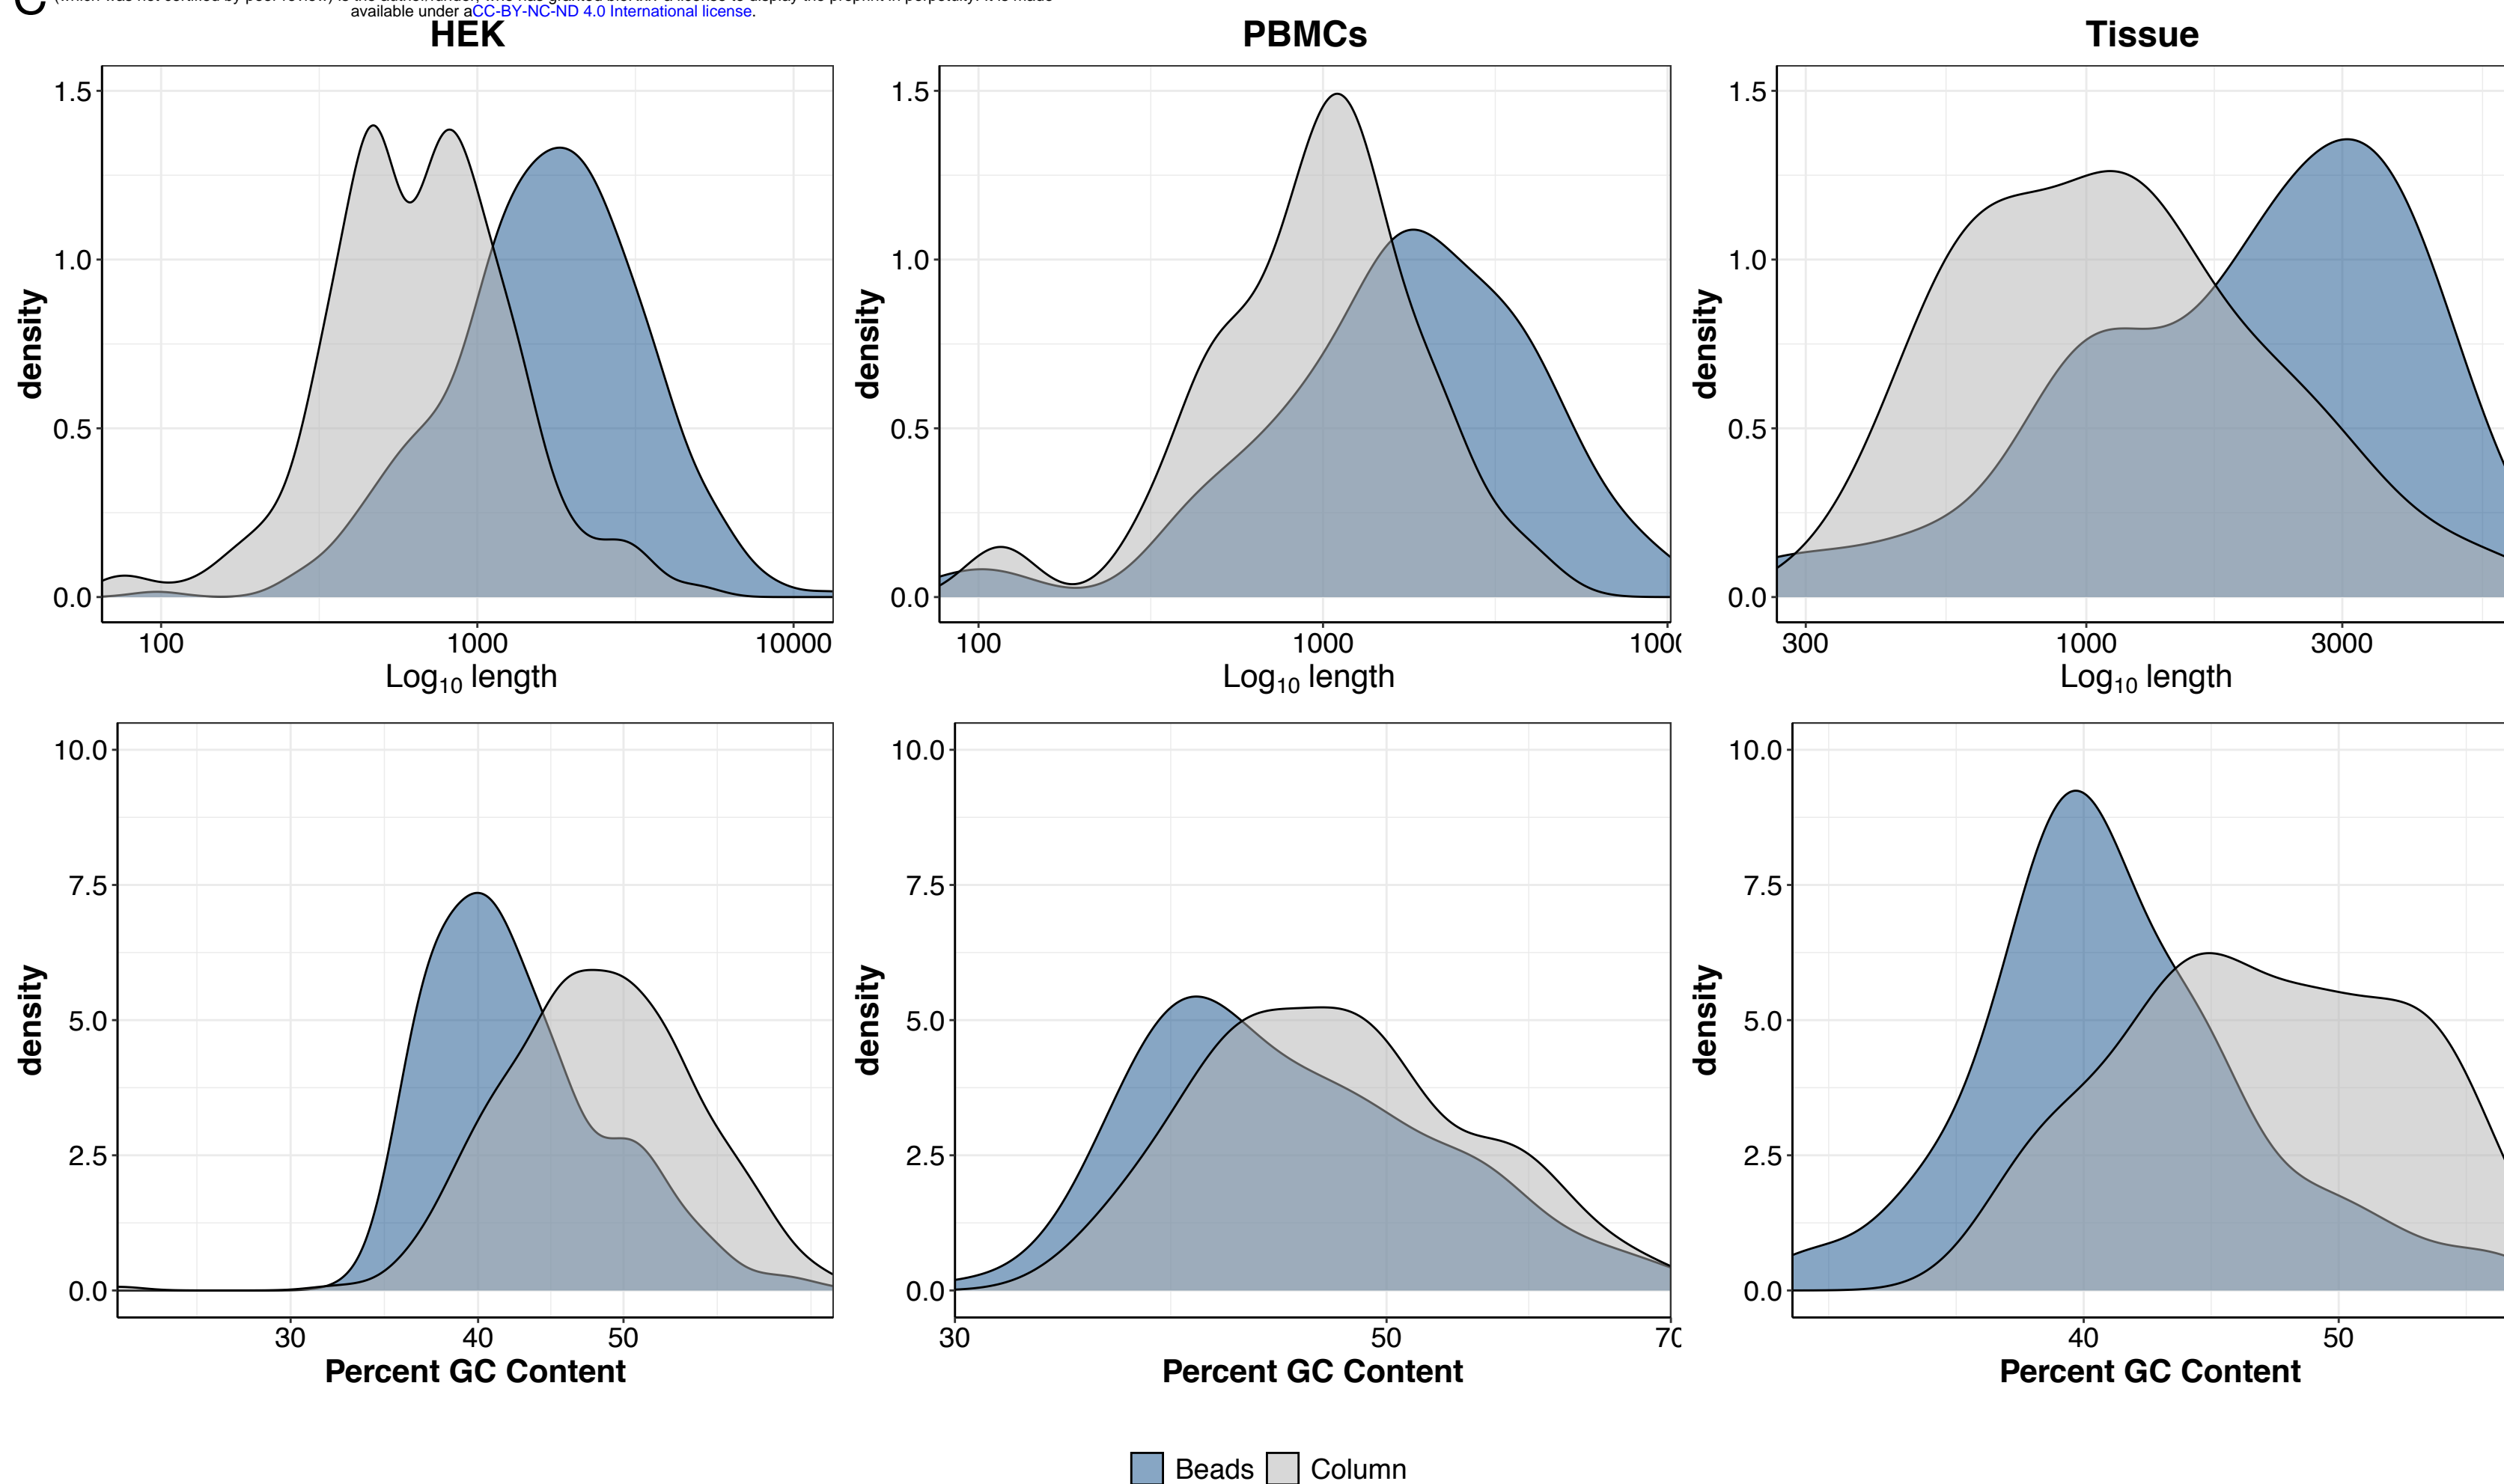 C
available under aCC-BY-NC-ND 4.0 International license.
HEK PBMCs Tissue
1.5 1.5 1.5
1.0 1.0 1.0
0.5 0.5 0.5
0.0 0.0 0.0
density density density
100 1000 10000 100 1000 1000 300 1000 3000
Log10 length Log10 length Log10 length
10.0 10.0 10.0
7.5 7.5 7.5
5.0 5.0 5.0
2.5 2.5 2.5
0.0 0.0 0.0
density density density
30 40 50 30 50 70 40 50
Percent GC Content Percent GC Content Percent GC Content
Beads Column